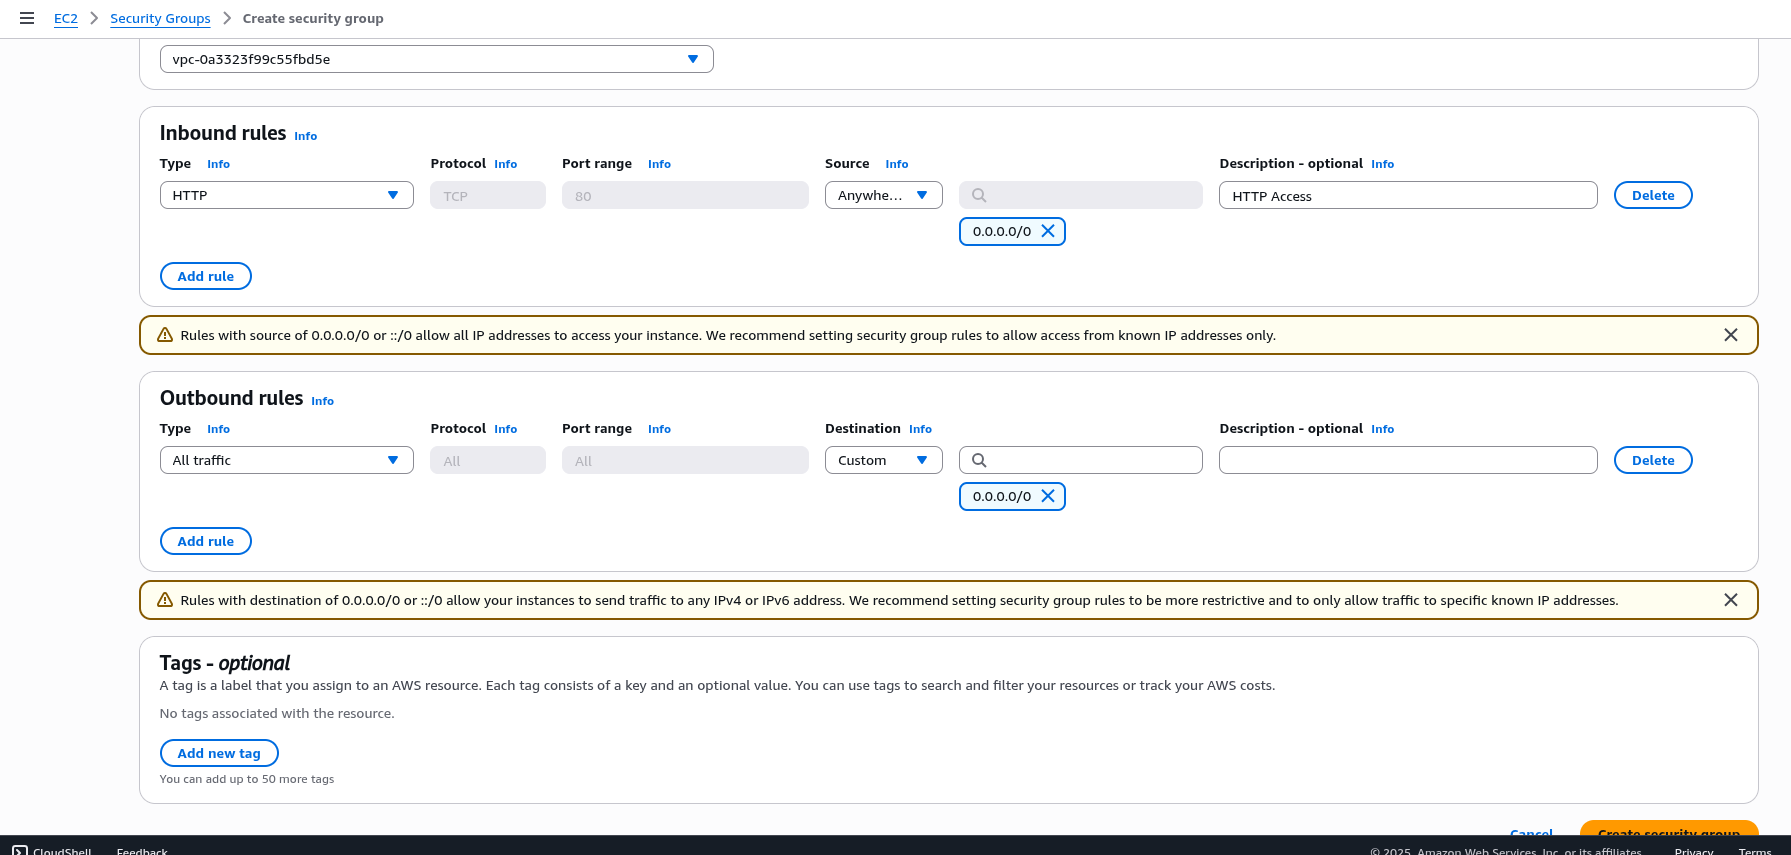 EC2 Security Groups Create security group
vpc-0a3323f99c55fbd5e
Inbound rules Info
Type Info Protocol Info Port range Info Source Info Description - optional Info
HTTP TCP 80 Anywhe... HTTP Access Delete
0.0.0.0/0
Add rule
Rules with source of 0.0.0.0/0 or ::/0 allow all IP addresses to access your instance. We recommend setting security group rules to allow access from known IP addresses only.
Outbound rules Info
Type Info Protocol Info Port range Info Destination Info Description - optional Info
All traffic All All Custom Delete
0.0.0.0/0
Add rule
Rules with destination of 0.0.0.0/0 or ::/0 allow your instances to send traffic to any IPv4 or IPv6 address. We recommend setting security group rules to be more restrictive and to only allow traffic to specific known IP addresses.
Tags - optional
A tag is a label that you assign to an AWS resource. Each tag consists of a key and an optional value. You can use tags to search and filter your resources or track your AWS costs.
No tags associated with the resource.
Add new tag
You can add up to 50 more tags
Cancel Create security group
CloudShell Feedback © 2025, Amazon Web Services, Inc. or its affiliates. Privacy Terms